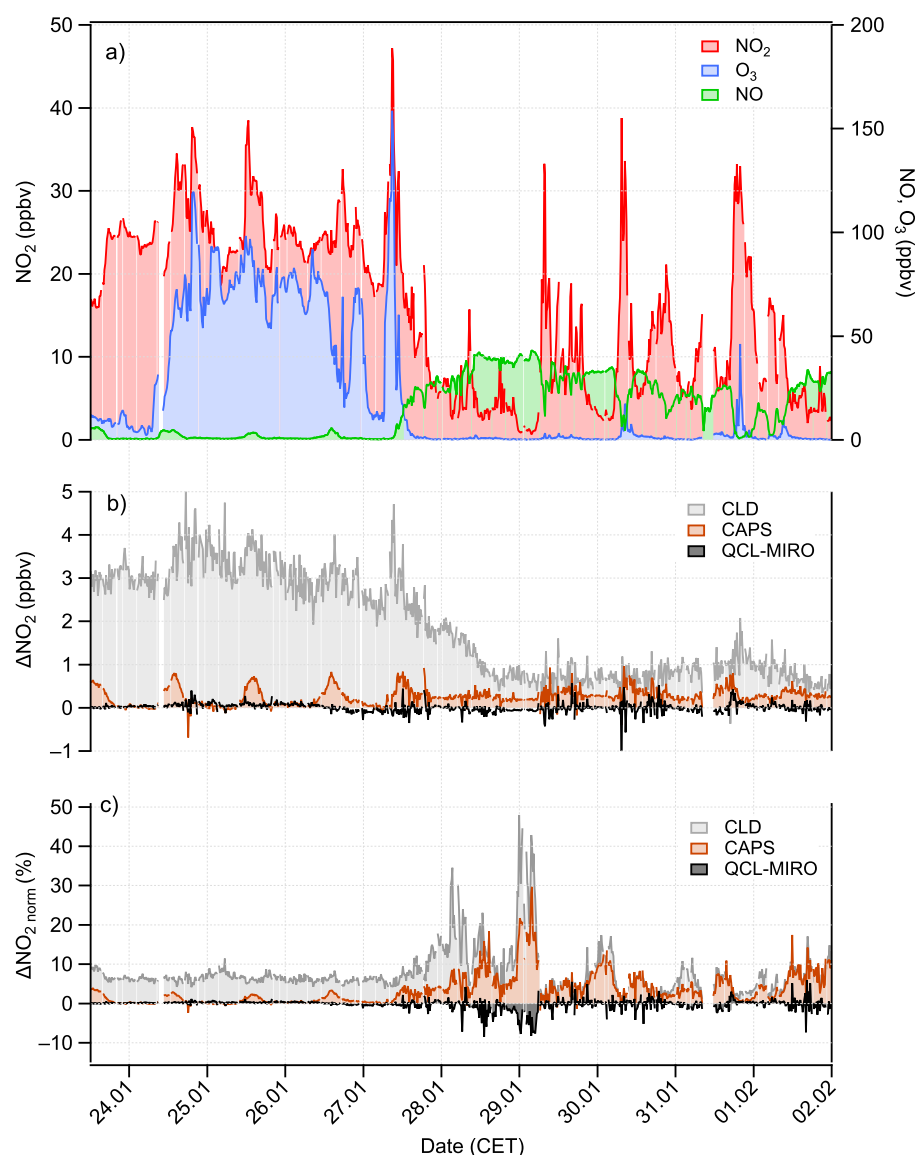 a)
NO2
O3
NO
50
40
30
20
10
0
NO2 (ppbv)
200
150
100
50
0
NO, O3 (ppbv)
b)
CLD
CAPS
QCL-MIRO
5
4
3
2
1
0
–1
ΔNO2 (ppbv)
c)
CLD
CAPS
QCL-MIRO
50
40
30
20
10
0
–10
ΔNO2 norm (%)
24.01
25.01
26.01
27.01
28.01
29.01
30.01
31.01
01.02
02.02
Date (CET)